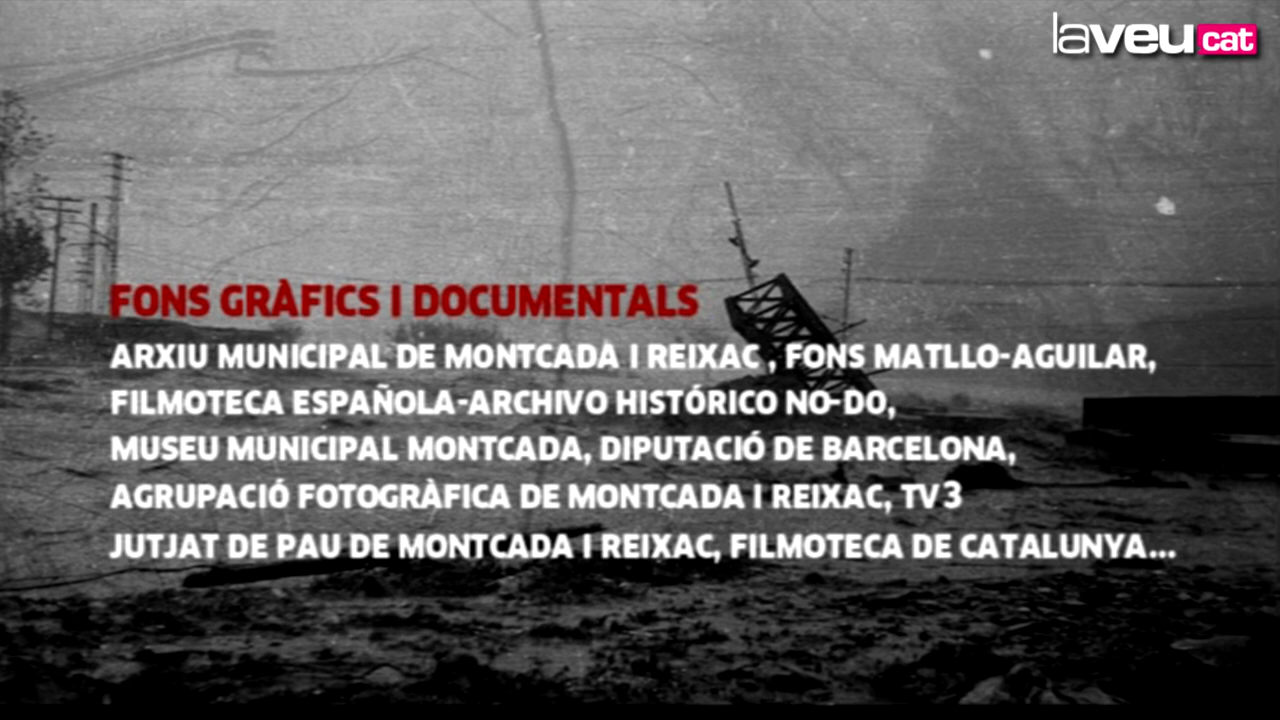 laveucat
FONS GRÀFICS I DOCUMENTALS
ARXIU MUNICIPAL DE MONTCADA I REIXAC , FONS MATLLO-AGUILAR,
FILMOTECA ESPAÑOLA-ARCHIVO HISTÓRICO NO-DO,
MUSEU MUNICIPAL MONTCADA, DIPUTACIÓ DE BARCELONA,
AGRUPACIÓ FOTOGRÀFICA DE MONTCADA I REIXAC, TV3
JUTJAT DE PAU DE MONTCADA I REIXAC, FILMOTECA DE CATALUNYA...